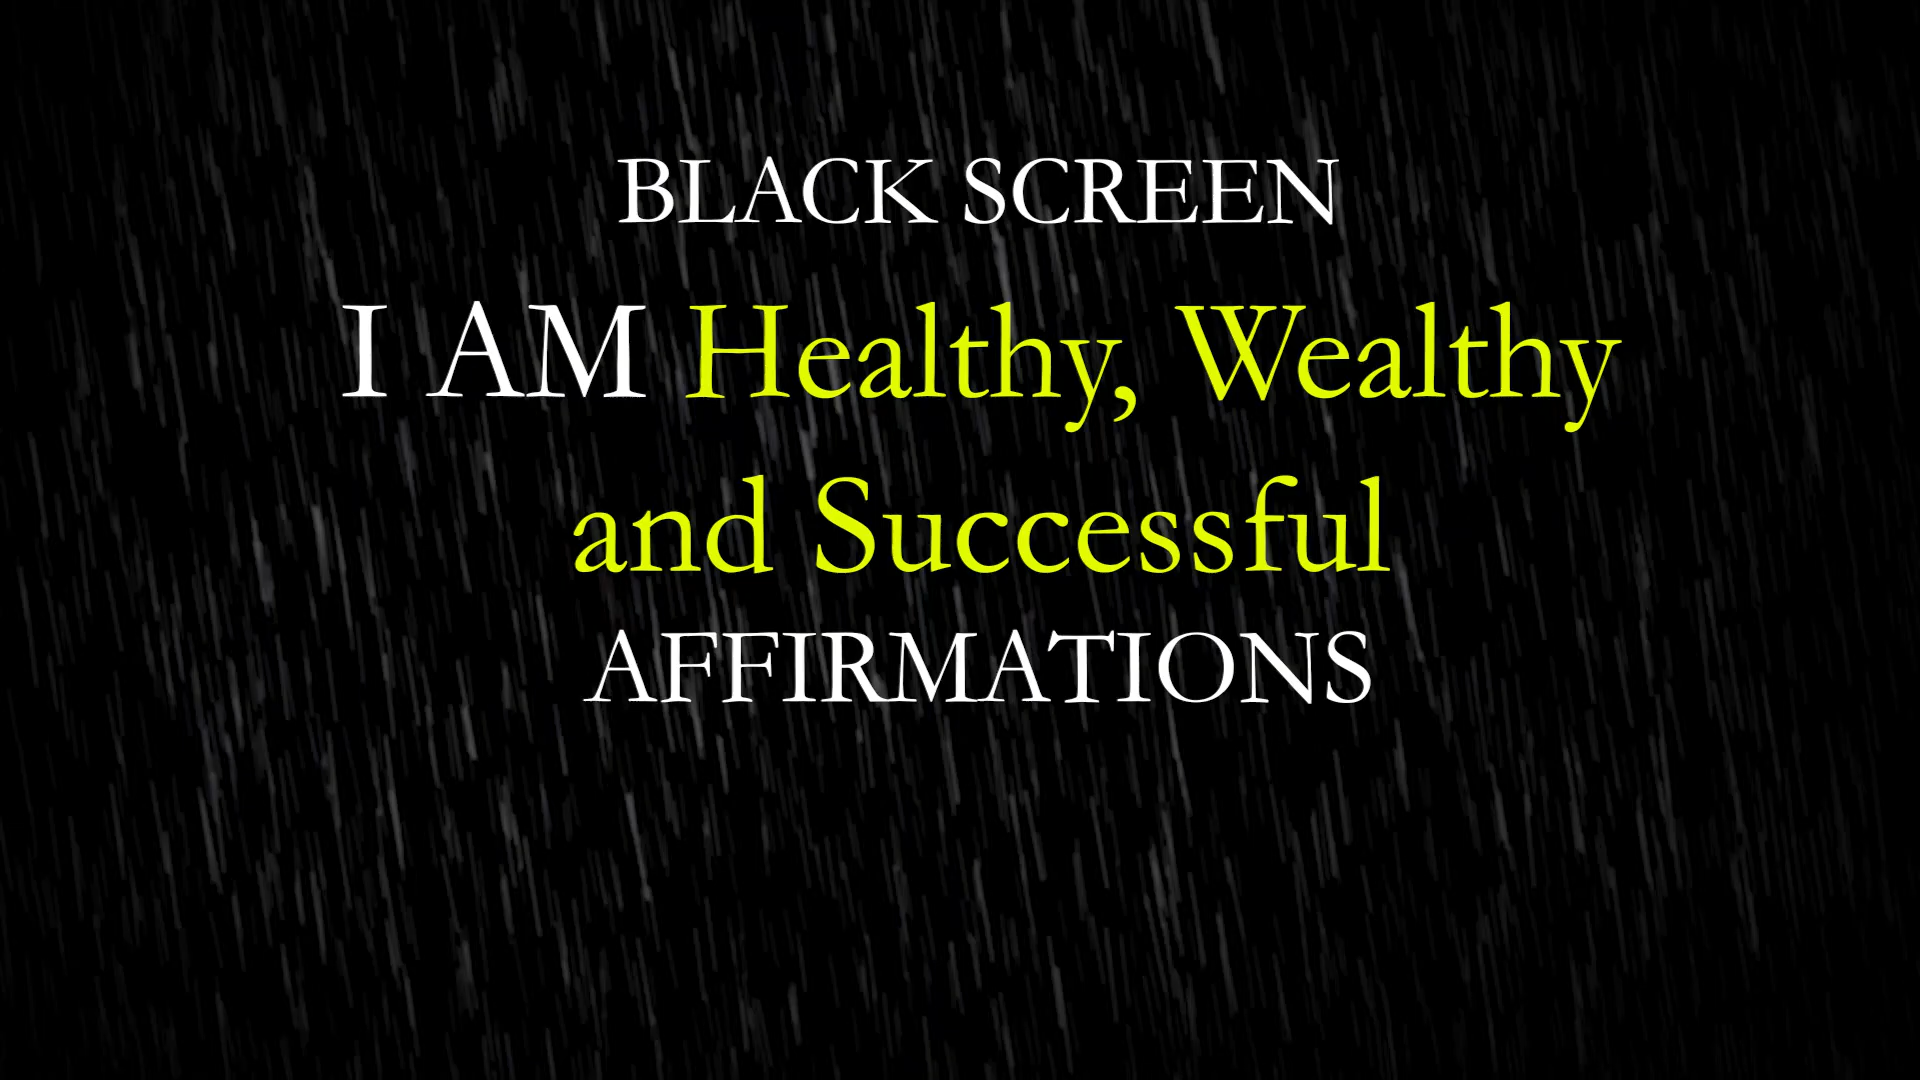 BLACK SCREEN
I AM Healthy, Wealthy
and Successful
AFFIRMATIONS